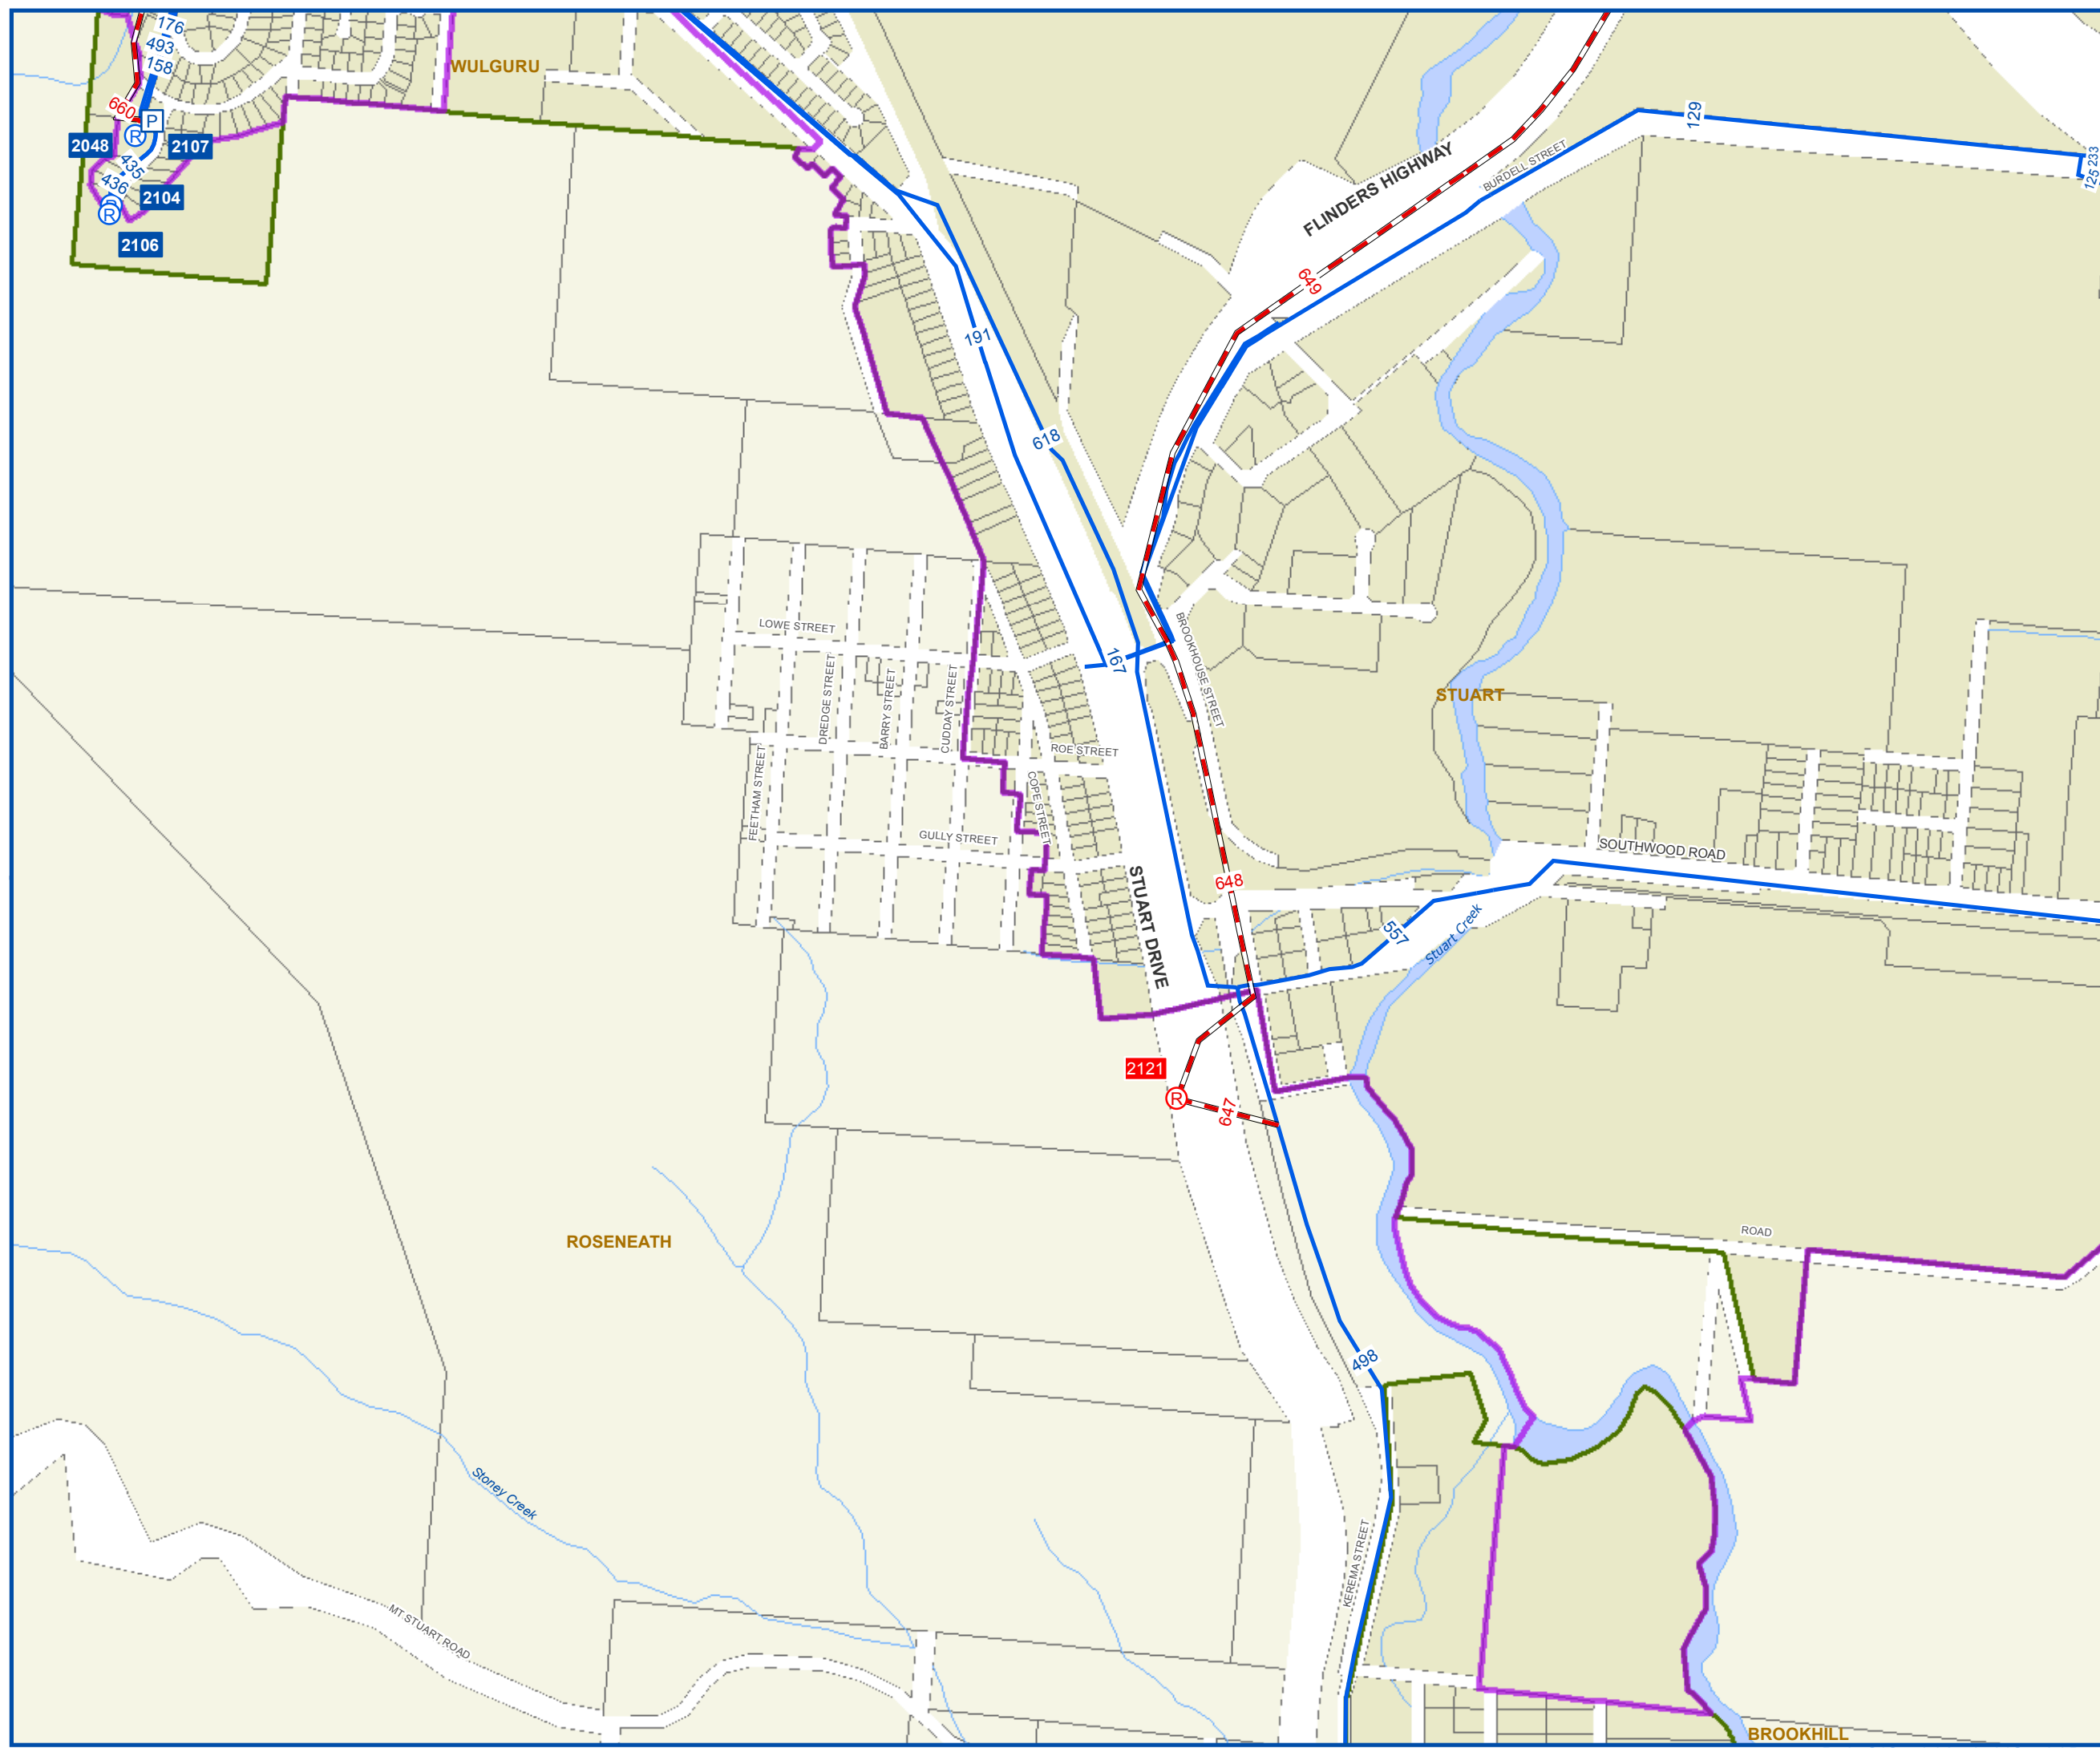 176
493
158
WULGURU
660
P
R
2048
2107
435
436
2104
R
2106
129
233
125
FLINDERS HIGHWAY
BURDELL STREET
649
191
618
167
BROOKHOUSE STREET
LOWE STREET
DREDGE STREET
BARRY STREET
CUDDAY STREET
STUART
FEETHAM STREET
ROE STREET
COPE STREET
GULLY STREET
STUART DRIVE
648
SOUTHWOOD ROAD
557
Stuart Creek
2121
R
647
ROSENEATH
ROAD
498
Stoney Creek
KEREMA STREET
MT STUART ROAD
BROOKHILL